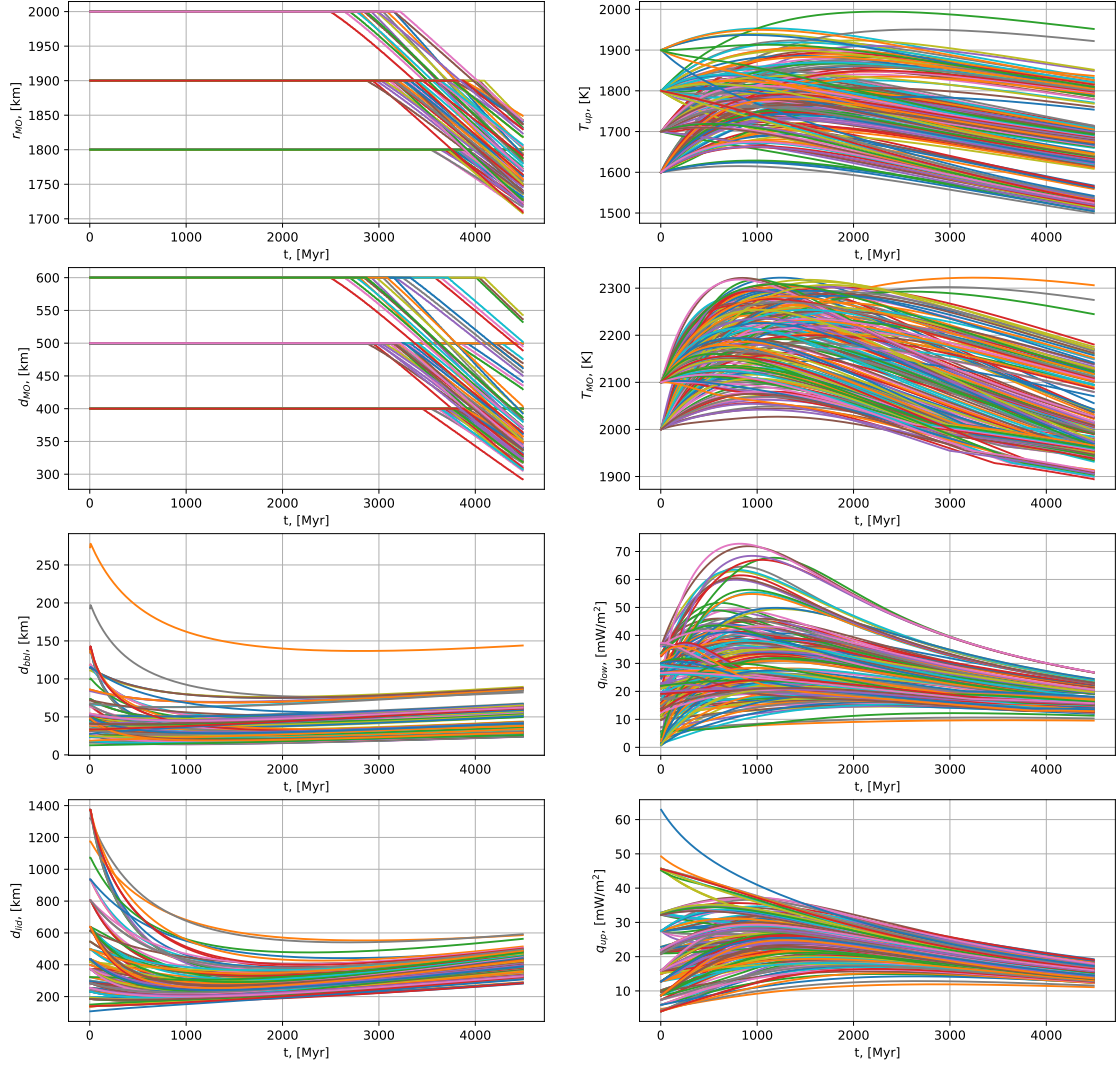 2000
1950
1900
1850
1800
1750
1700
r_MO, [km]
0 1000 2000 3000 4000
t, [Myr]
2000
1900
1800
1700
1600
1500
T_up, [K]
0 1000 2000 3000 4000
t, [Myr]
600
550
500
450
400
350
300
d_MO, [km]
0 1000 2000 3000 4000
t, [Myr]
2300
2200
2100
2000
1900
T_MO, [K]
0 1000 2000 3000 4000
t, [Myr]
250
200
150
100
50
0
d_bbl, [km]
0 1000 2000 3000 4000
t, [Myr]
70
60
50
40
30
20
10
0
q_low, [mW/m²]
0 1000 2000 3000 4000
t, [Myr]
1400
1200
1000
800
600
400
200
d_lid, [km]
0 1000 2000 3000 4000
t, [Myr]
60
50
40
30
20
10
q_up, [mW/m²]
0 1000 2000 3000 4000
t, [Myr]